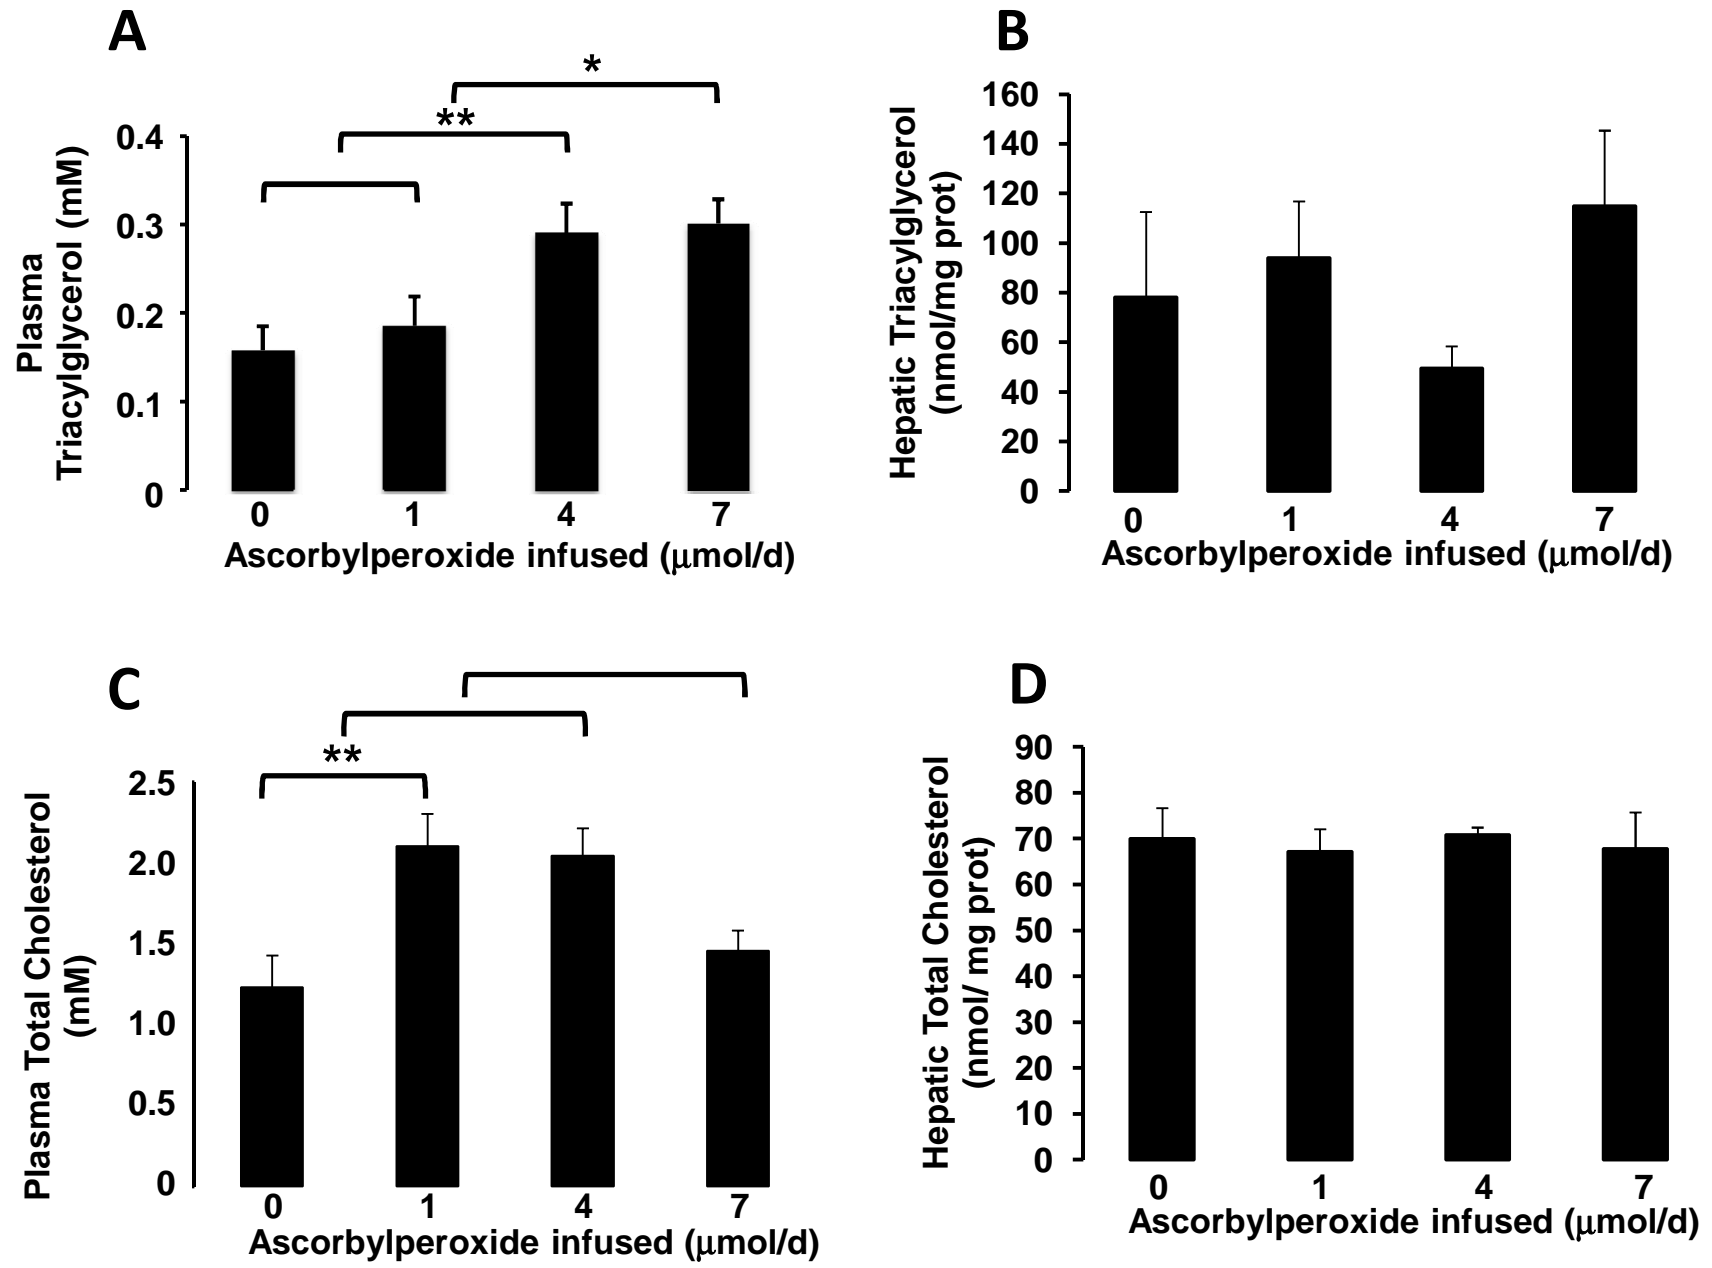 A
*
**
0.4
0.3
0.2
0.1
0
Plasma
Triacylglycerol (mM)
0 1 4 7
Ascorbylperoxide infused (μmol/d)
B
160
140
120
100
80
60
40
20
0
Hepatic Triacylglycerol
(nmol/mg prot)
0 1 4 7
Ascorbylperoxide infused (μmol/d)
C
**
2.5
2.0
1.5
1.0
0.5
0
Plasma Total Cholesterol
(mM)
0 1 4 7
Ascorbylperoxide infused (μmol/d)
D
90
80
70
60
50
40
30
20
10
0
Hepatic Total Cholesterol
(nmol/ mg prot)
0 1 4 7
Ascorbylperoxide infused (μmol/d)